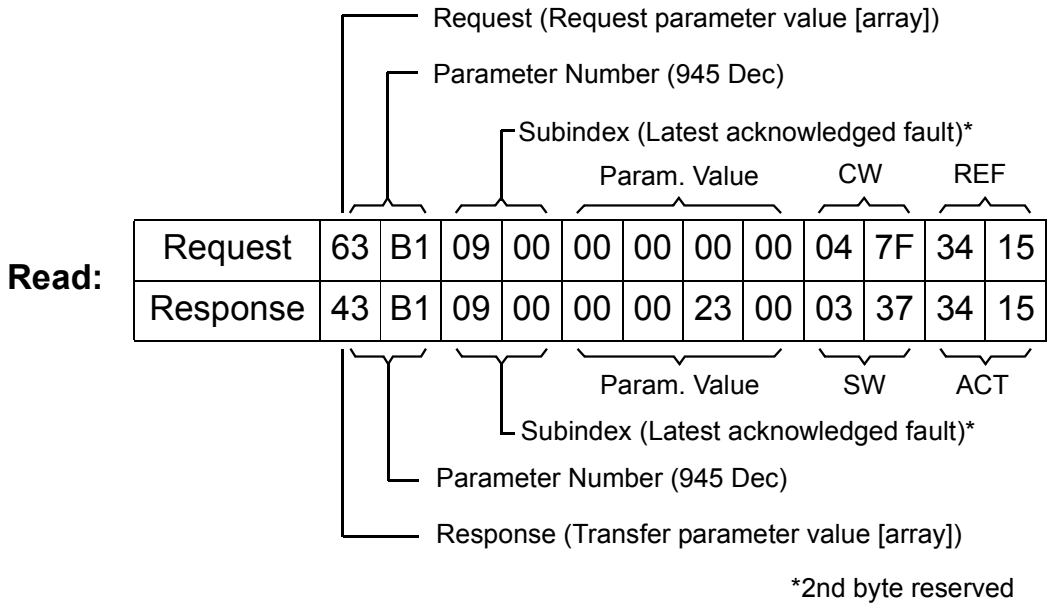 Request (Request parameter value [array])
Parameter Number (945 Dec)
Subindex (Latest acknowledged fault)*
Param. Value CW REF
Read:
Request 63 B1 09 00 00 00 00 00 04 7F 34 15
Response 43 B1 09 00 00 00 23 00 03 37 34 15
Param. Value SW ACT
Subindex (Latest acknowledged fault)*
Parameter Number (945 Dec)
Response (Transfer parameter value [array])
*2nd byte reserved